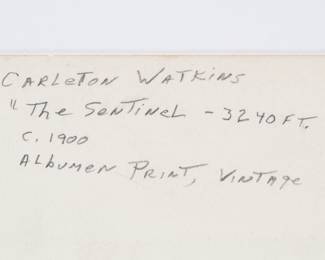 Carleton Watkins
"The Sentinel - 3240 FT.
c. 1900
Albumen Print, Vintage